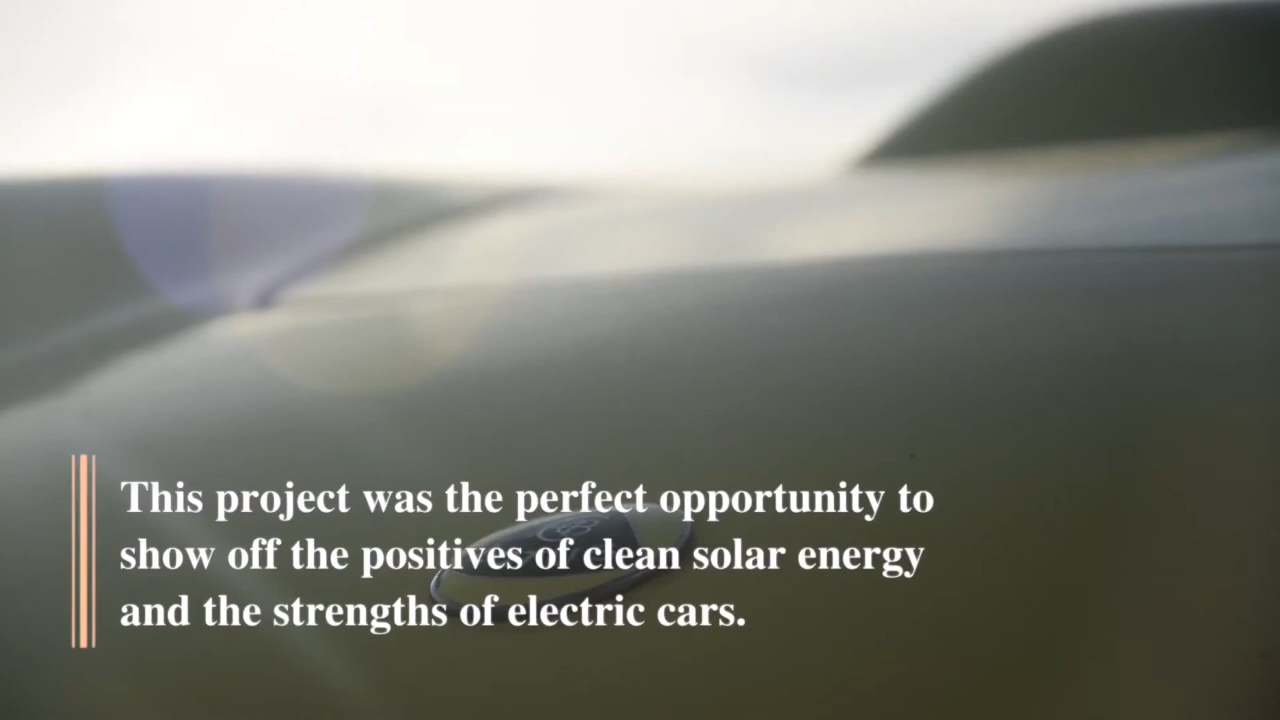 This project was the perfect opportunity to
show off the positives of clean solar energy
and the strengths of electric cars.